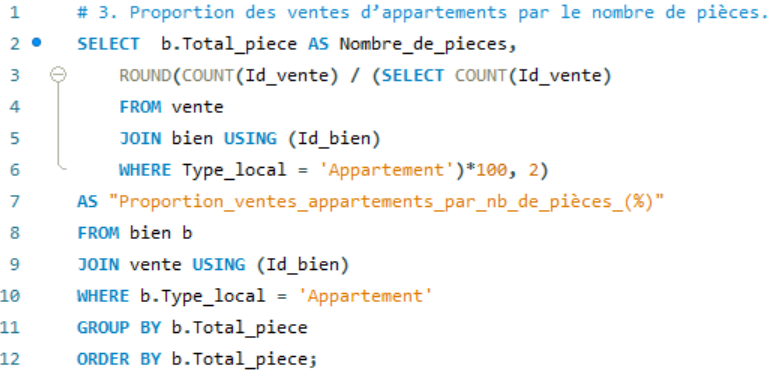 1 # 3. Proportion des ventes d’appartements par le nombre de pièces.
2 SELECT b.Total_piece AS Nombre_de_pieces,
3 ROUND(COUNT(Id_vente) / (SELECT COUNT(Id_vente)
4 FROM vente
5 JOIN bien USING (Id_bien)
6 WHERE Type_local = 'Appartement')*100, 2)
7 AS "Proportion_ventes_appartements_par_nb_de_pièces_(%)"
8 FROM bien b
9 JOIN vente USING (Id_bien)
10 WHERE b.Type_local = 'Appartement'
11 GROUP BY b.Total_piece
12 ORDER BY b.Total_piece;